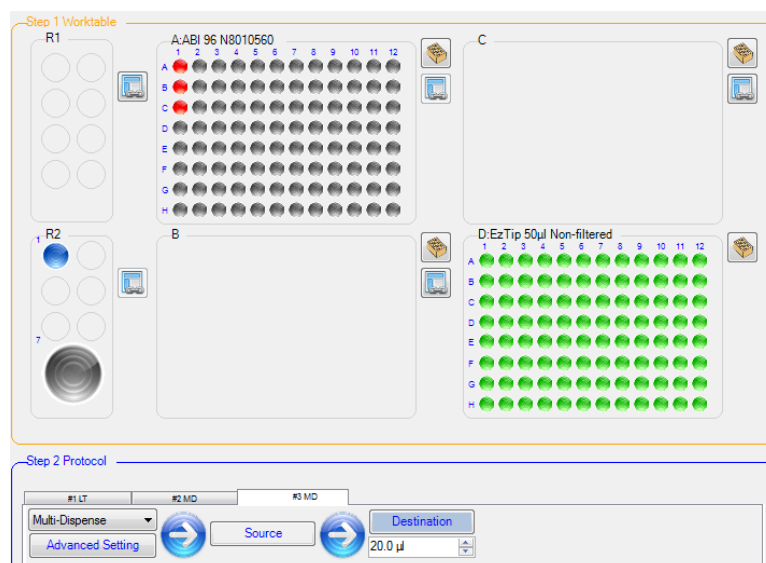 Step 1 Worktable
R1
A:ABI 96 N8010560
1 2 3 4 5 6 7 8 9 10 11 12
A
B
C
D
E
F
G
H
C
R2
1
7
B
D:EzTip 50µl Non-filtered
1 2 3 4 5 6 7 8 9 10 11 12
A
B
C
D
E
F
G
H
Step 2 Protocol
#1 LT #2 MD #3 MD
Multi-Dispense Source Destination
Advanced Setting 20.0 µl